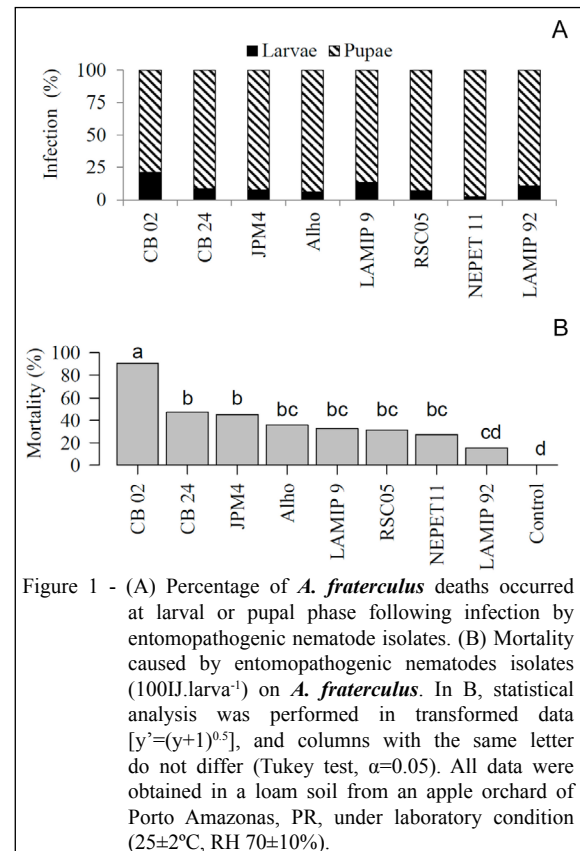 A
Larvae Pupae
Infection (%)
100
75
50
25
0
CB 02
CB 24
JPM4
Alho
LAMIP 9
RSC05
NEPET 11
LAMIP 92
B
Mortality (%)
100
80
60
40
20
0
a
b
b
bc
bc
bc
bc
cd
d
CB 02
CB 24
JPM4
Alho
LAMIP 9
RSC05
NEPET11
LAMIP 92
Control
Figure 1 - (A) Percentage of A. fraterculus deaths occurred
at larval or pupal phase following infection by
entomopathogenic nematode isolates. (B) Mortality
caused by entomopathogenic nematodes isolates
(100IJ.larva⁻¹) on A. fraterculus. In B, statistical
analysis was performed in transformed data
[y’=(y+1)⁰·⁵], and columns with the same letter
do not differ (Tukey test, α=0.05). All data were
obtained in a loam soil from an apple orchard of
Porto Amazonas, PR, under laboratory condition
(25±2ºC, RH 70±10%).